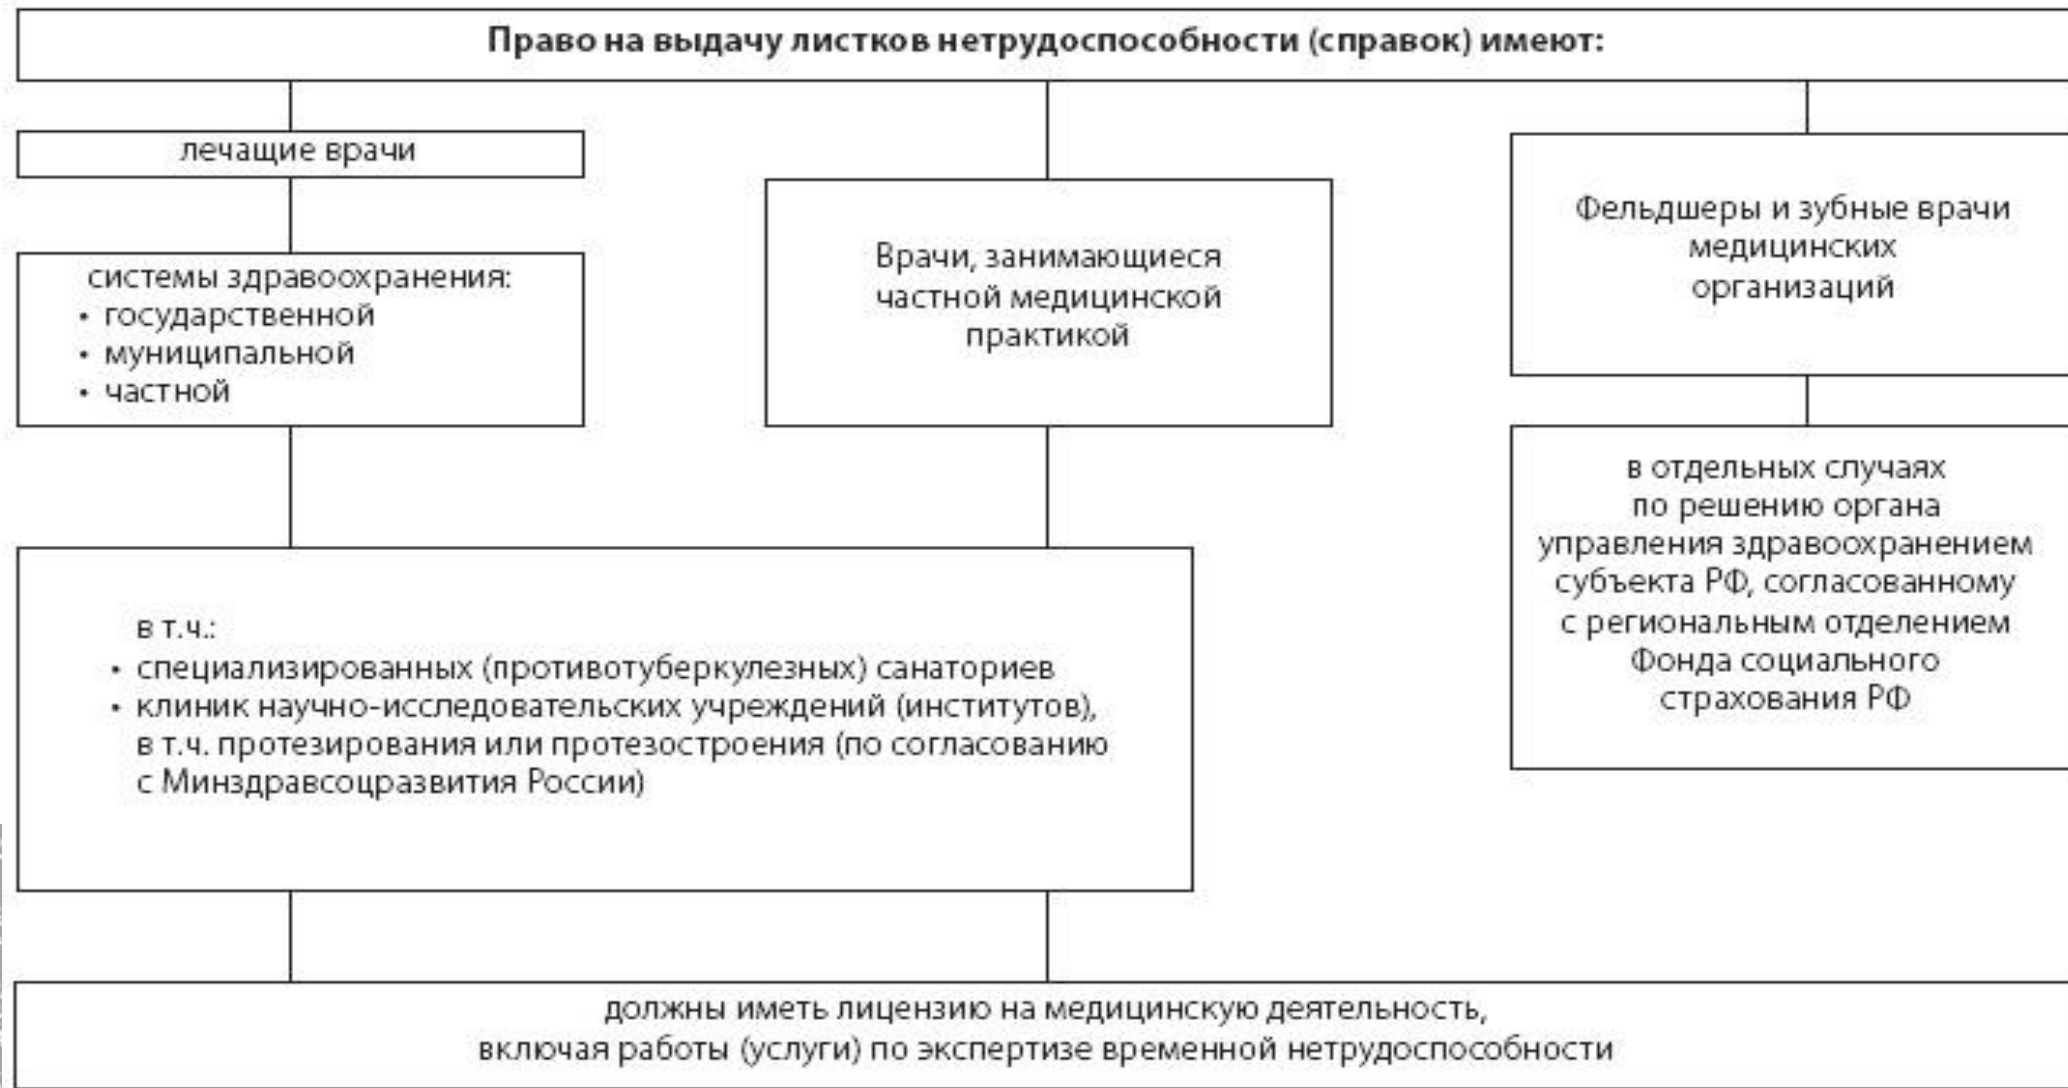 Право на выдачу листков нетрудоспособности (справок) имеют:
лечащие врачи
системы здравоохранения:
• государственной
• муниципальной
• частной
Врачи, занимающиеся
частной медицинской
практикой
Фельдшеры и зубные врачи
медицинских
организаций
в т.ч.:
• специализированных (противотуберкулезных) санаториев
• клиник научно-исследовательских учреждений (институтов),
в т.ч. протезирования или протезостроения (по согласованию
с Минздравсоцразвития России)
в отдельных случаях
по решению органа
управления здравоохранением
субъекта РФ, согласованному
с региональным отделением
Фонда социального
страхования РФ
должны иметь лицензию на медицинскую деятельность,
включая работы (услуги) по экспертизе временной нетрудоспособности